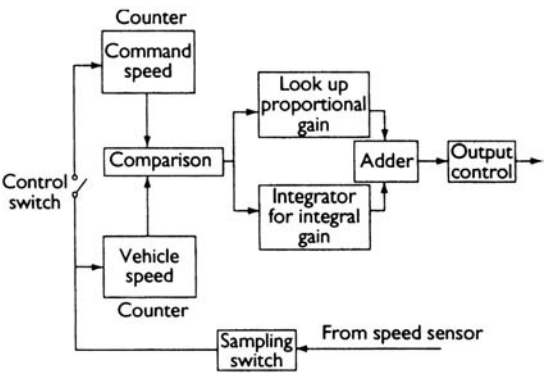 Counter
Command
speed
Comparison
Control
switch
Vehicle
speed
Counter
Look up
proportional
gain
Integrator
for integral
gain
Adder
Output
control
Sampling
switch
From speed sensor